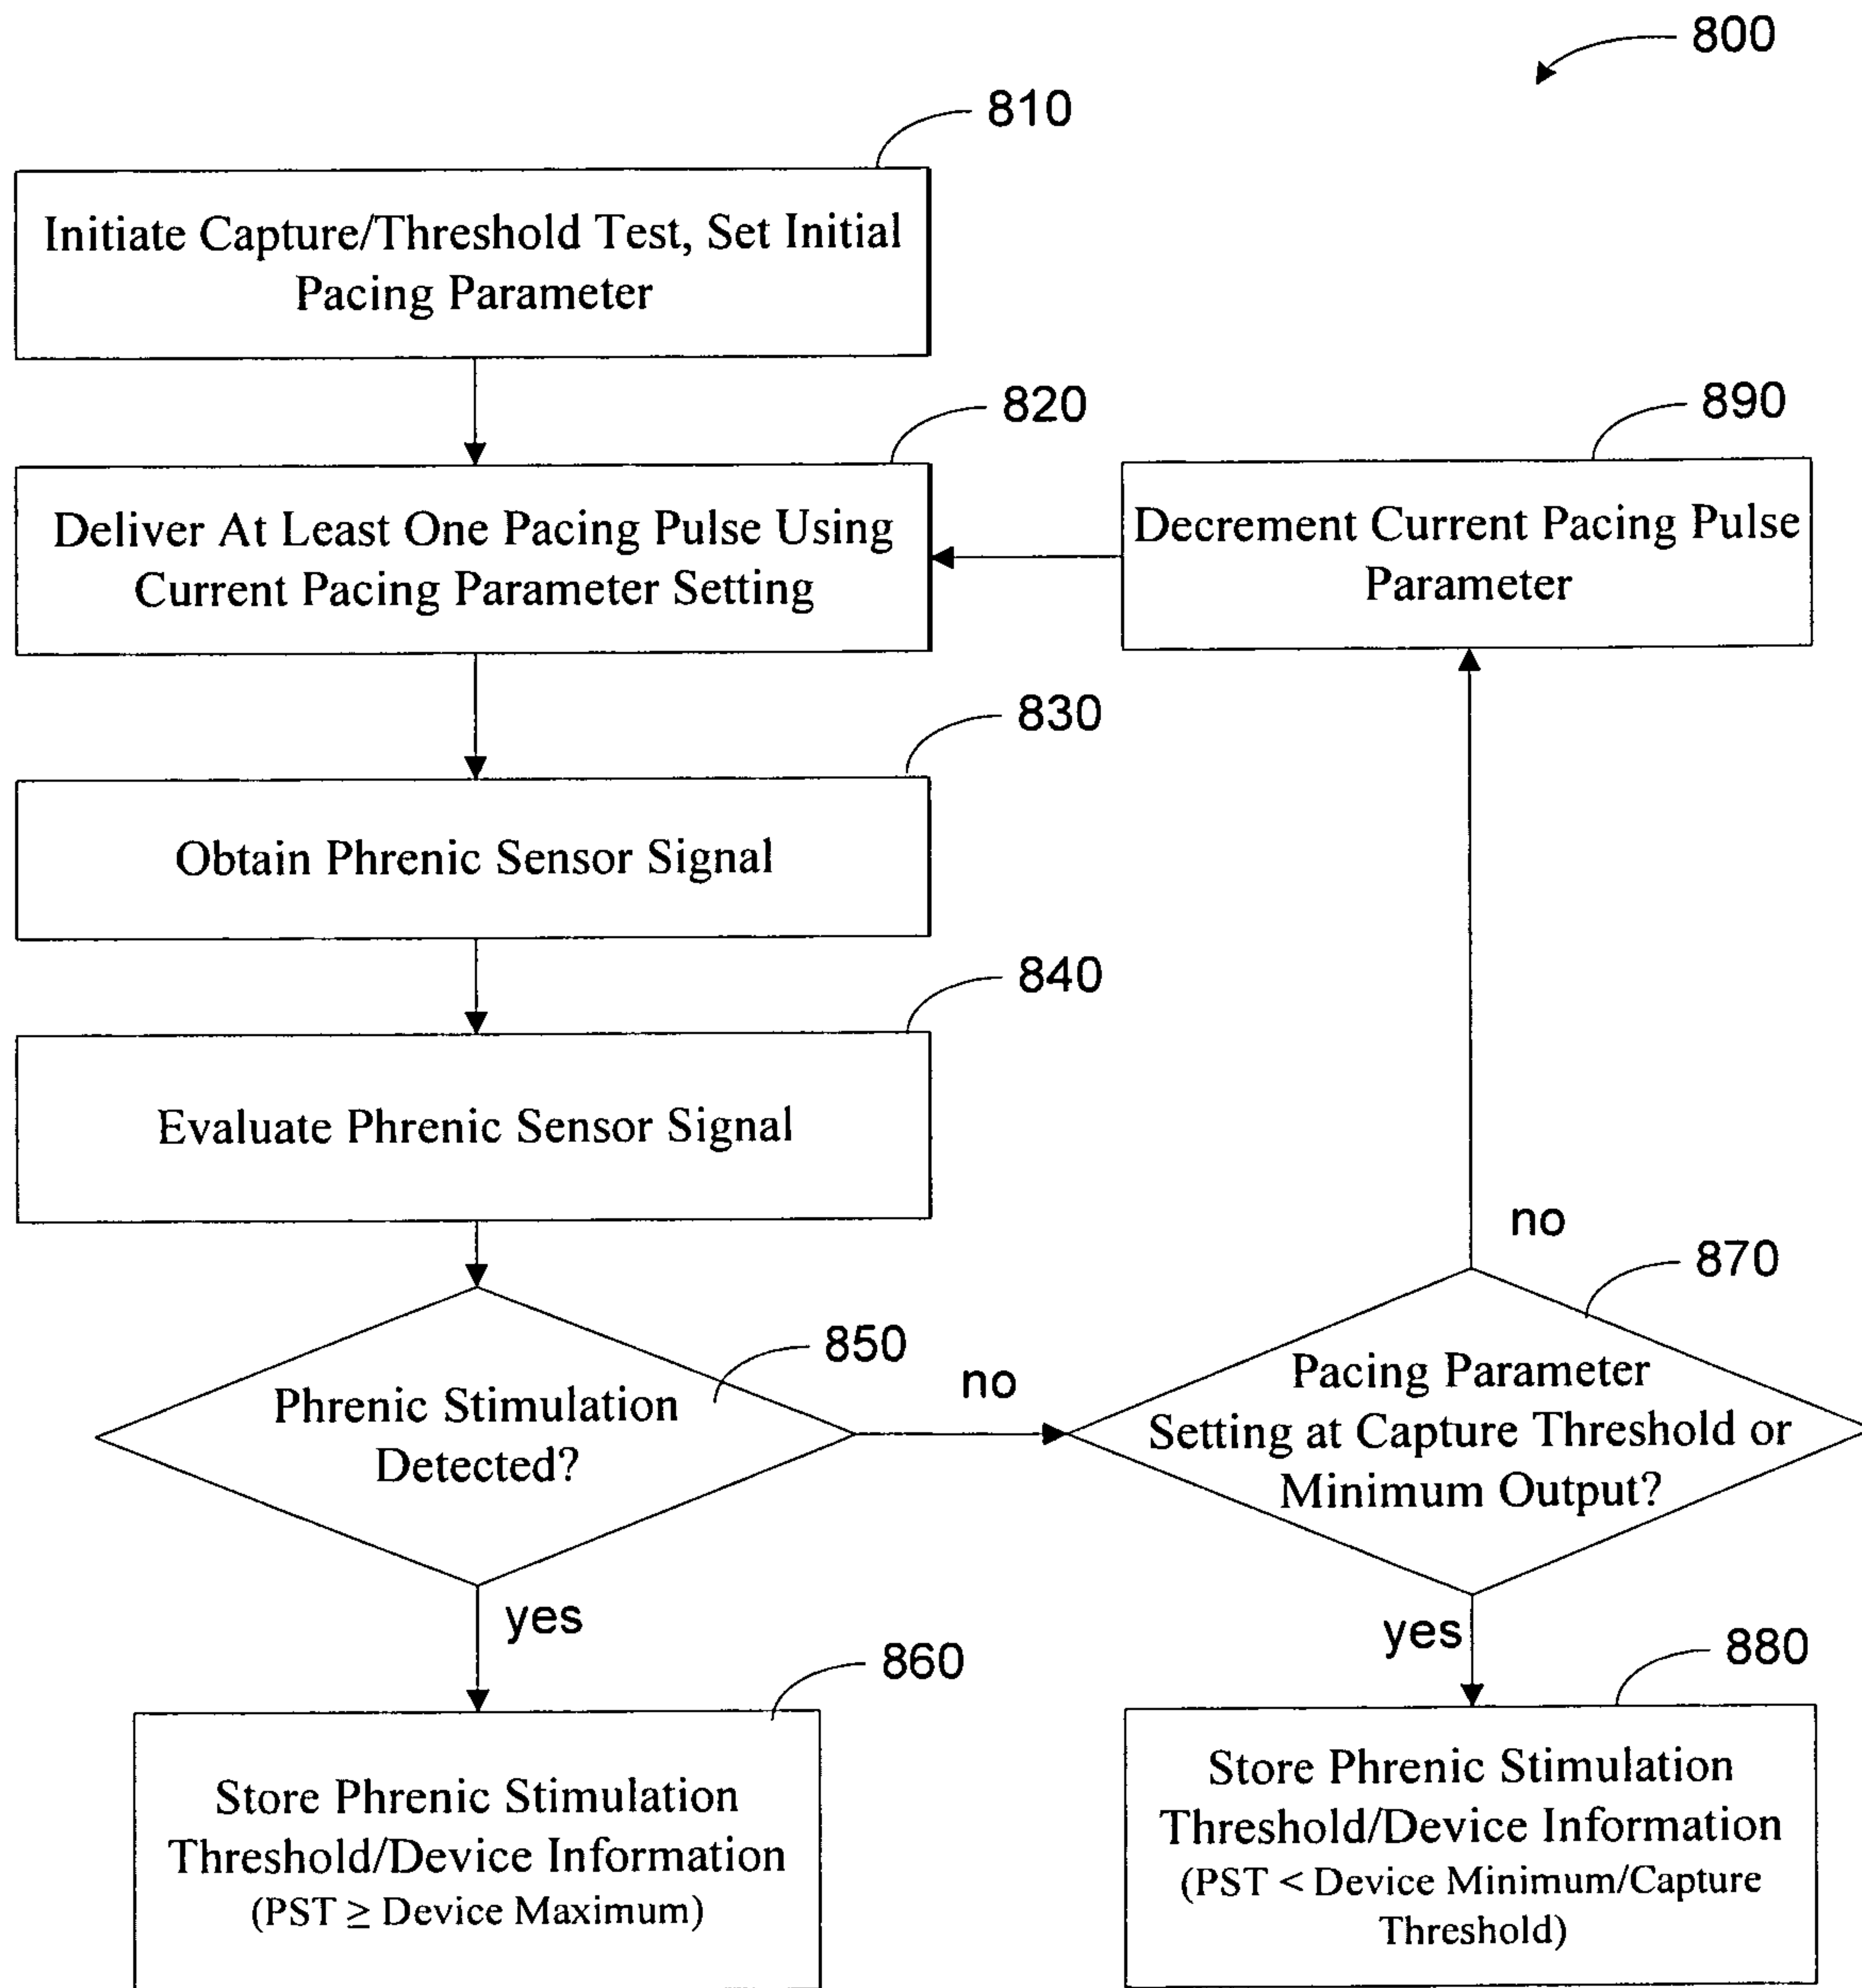 800
810
Initiate Capture/Threshold Test, Set Initial
Pacing Parameter
820
Deliver At Least One Pacing Pulse Using
Current Pacing Parameter Setting
890
Decrement Current Pacing Pulse
Parameter
830
Obtain Phrenic Sensor Signal
840
Evaluate Phrenic Sensor Signal
850
Phrenic Stimulation
Detected?
no
870
Pacing Parameter
Setting at Capture Threshold or
Minimum Output?
no
yes
860
Store Phrenic Stimulation
Threshold/Device Information
(PST ≥ Device Maximum)
yes
880
Store Phrenic Stimulation
Threshold/Device Information
(PST < Device Minimum/Capture
Threshold)